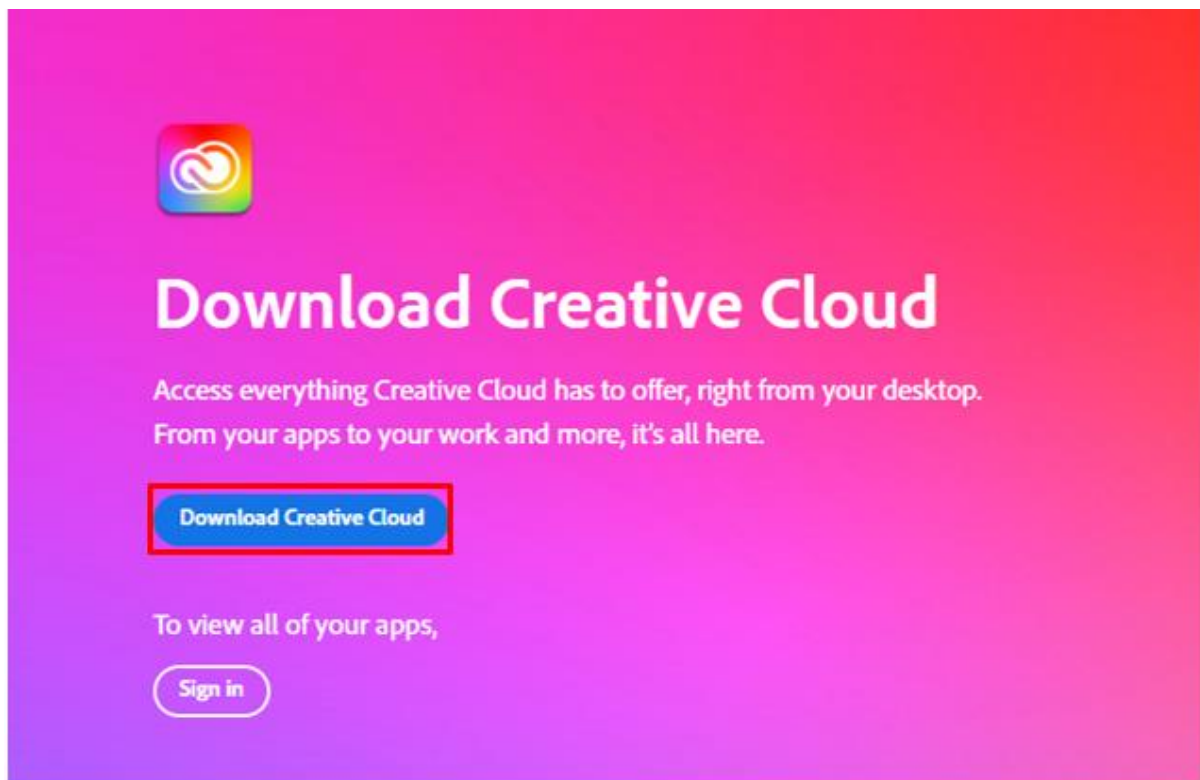 Download Creative Cloud
Access everything Creative Cloud has to offer, right from your desktop.
From your apps to your work and more, it's all here.
Download Creative Cloud
To view all of your apps,
Sign in